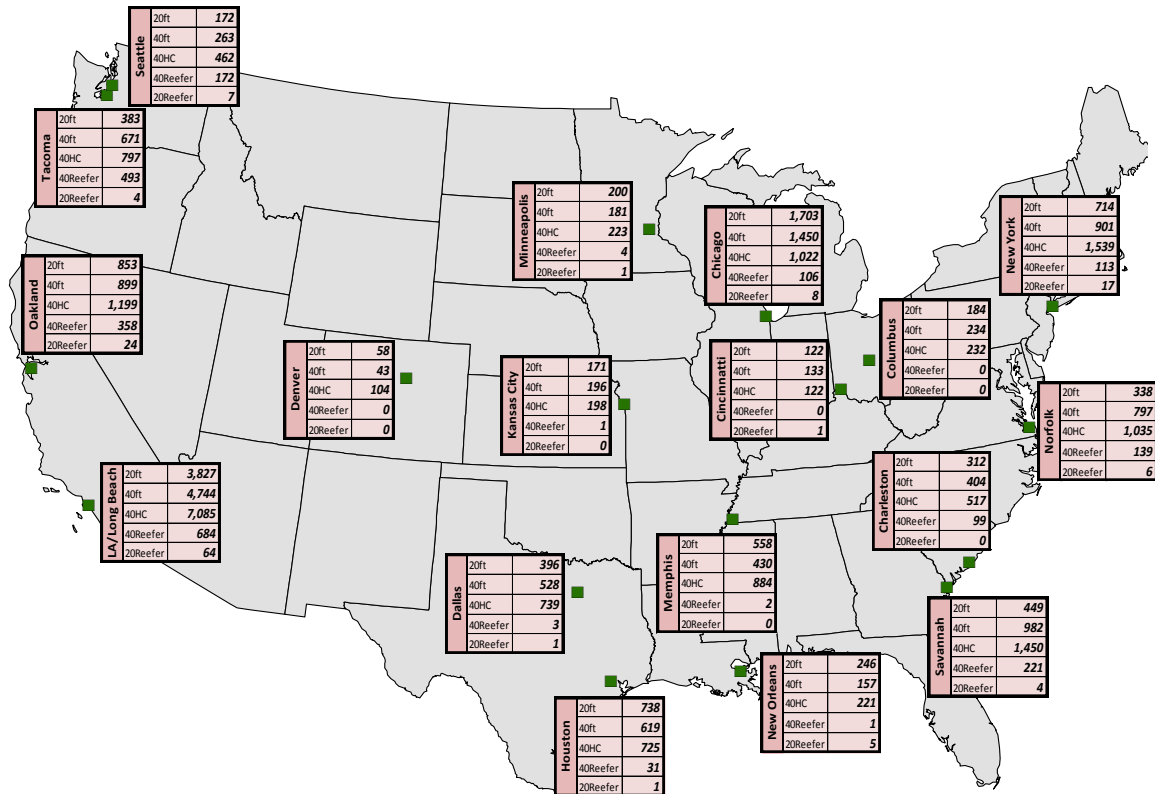 Seattle
20ft 172
40ft 263
40HC 462
40Reefer 172
20Reefer 7
Tacoma
20ft 383
40ft 671
40HC 797
40Reefer 493
20Reefer 4
Minneapolis
20ft 200
40ft 181
40HC 223
40Reefer 4
20Reefer 1
Chicago
20ft 1,703
40ft 1,450
40HC 1,022
40Reefer 106
20Reefer 8
New York
20ft 714
40ft 901
40HC 1,539
40Reefer 113
20Reefer 17
Oakland
20ft 853
40ft 899
40HC 1,199
40Reefer 358
20Reefer 24
Denver
20ft 58
40ft 43
40HC 104
40Reefer 0
20Reefer 0
Kansas City
20ft 171
40ft 196
40HC 198
40Reefer 1
20Reefer 0
Cincinnatti
20ft 122
40ft 133
40HC 122
40Reefer 0
20Reefer 1
Columbus
20ft 184
40ft 234
40HC 232
40Reefer 0
20Reefer 0
Norfolk
20ft 338
40ft 797
40HC 1,035
40Reefer 139
20Reefer 6
LA/Long Beach
20ft 3,827
40ft 4,744
40HC 7,085
40Reefer 684
20Reefer 64
Charleston
20ft 312
40ft 404
40HC 517
40Reefer 99
20Reefer 0
Dallas
20ft 396
40ft 528
40HC 739
40Reefer 3
20Reefer 1
Memphis
20ft 558
40ft 430
40HC 884
40Reefer 2
20Reefer 0
Savannah
20ft 449
40ft 982
40HC 1,450
40Reefer 221
20Reefer 4
New Orleans
20ft 246
40ft 157
40HC 221
40Reefer 1
20Reefer 5
Houston
20ft 738
40ft 619
40HC 725
40Reefer 31
20Reefer 1